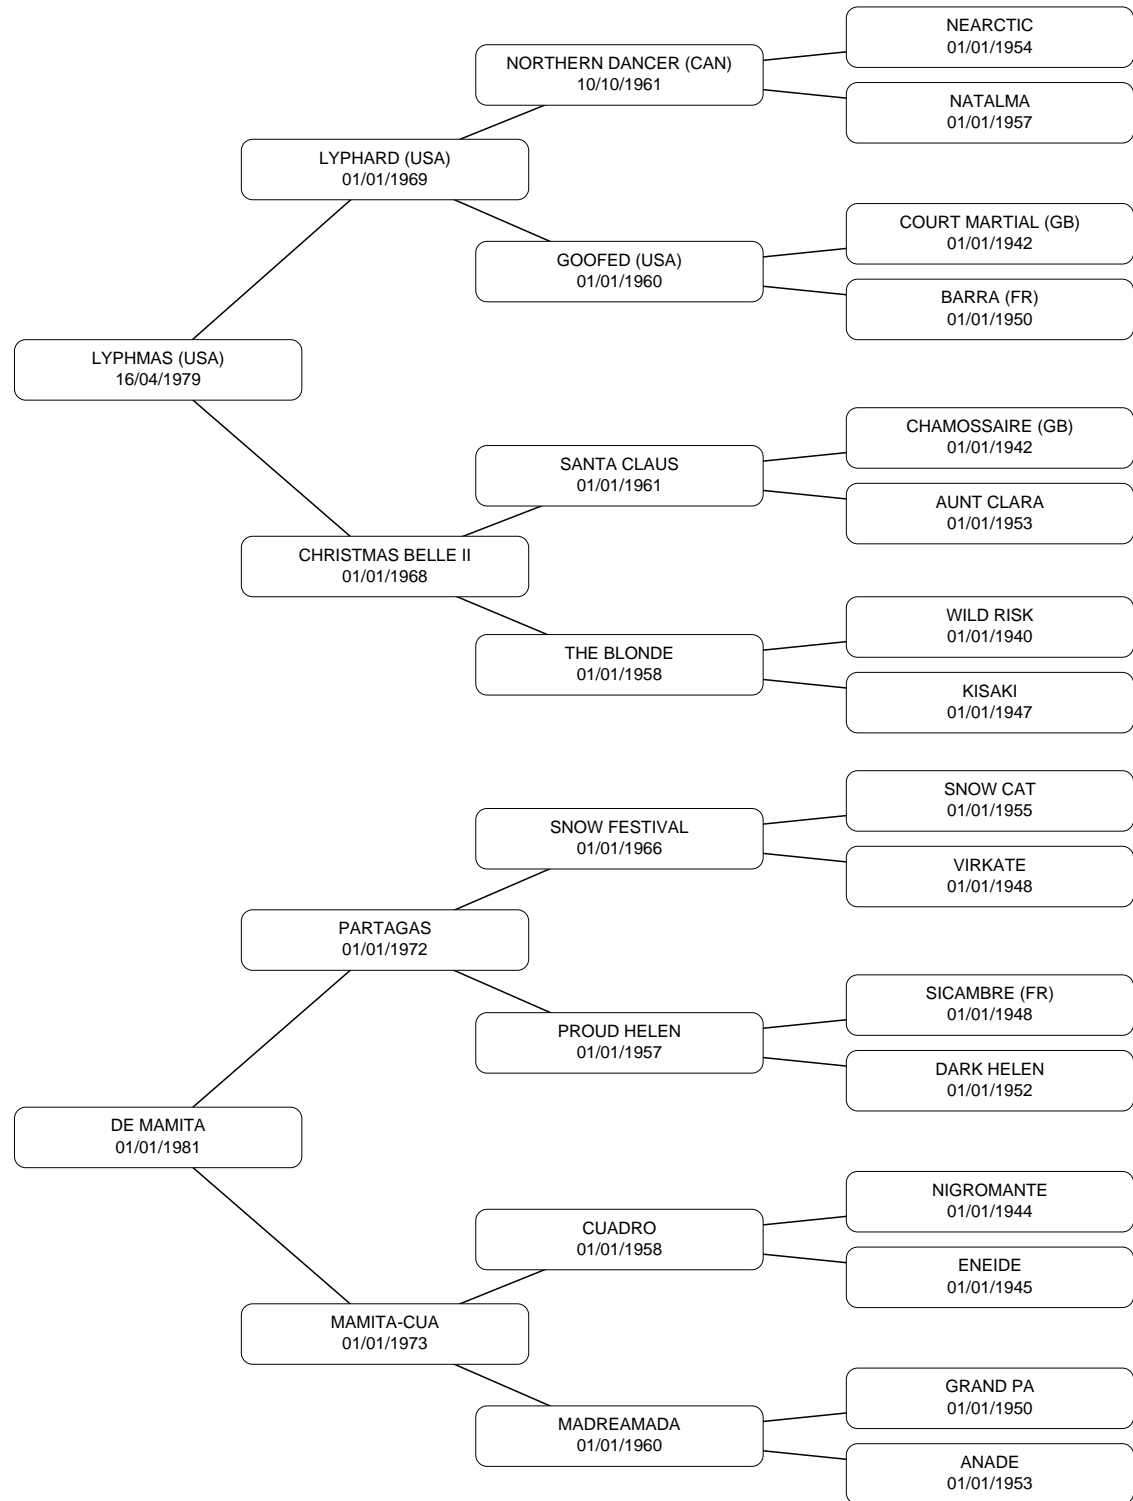 NEARCTIC
01/01/1954
NORTHERN DANCER (CAN)
10/10/1961
NATALMA
01/01/1957
LYPHARD (USA)
01/01/1969
COURT MARTIAL (GB)
01/01/1942
GOOFED (USA)
01/01/1960
BARRA (FR)
01/01/1950
LYPHMAS (USA)
16/04/1979
CHAMOSSAIRE (GB)
01/01/1942
SANTA CLAUS
01/01/1961
AUNT CLARA
01/01/1953
CHRISTMAS BELLE II
01/01/1968
WILD RISK
01/01/1940
THE BLONDE
01/01/1958
KISAKI
01/01/1947
SNOW CAT
01/01/1955
SNOW FESTIVAL
01/01/1966
VIRKATE
01/01/1948
PARTAGAS
01/01/1972
SICAMBRE (FR)
01/01/1948
PROUD HELEN
01/01/1957
DARK HELEN
01/01/1952
DE MAMITA
01/01/1981
NIGROMANTE
01/01/1944
CUADRO
01/01/1958
ENEIDE
01/01/1945
MAMITA-CUA
01/01/1973
GRAND PA
01/01/1950
MADREAMADA
01/01/1960
ANADE
01/01/1953